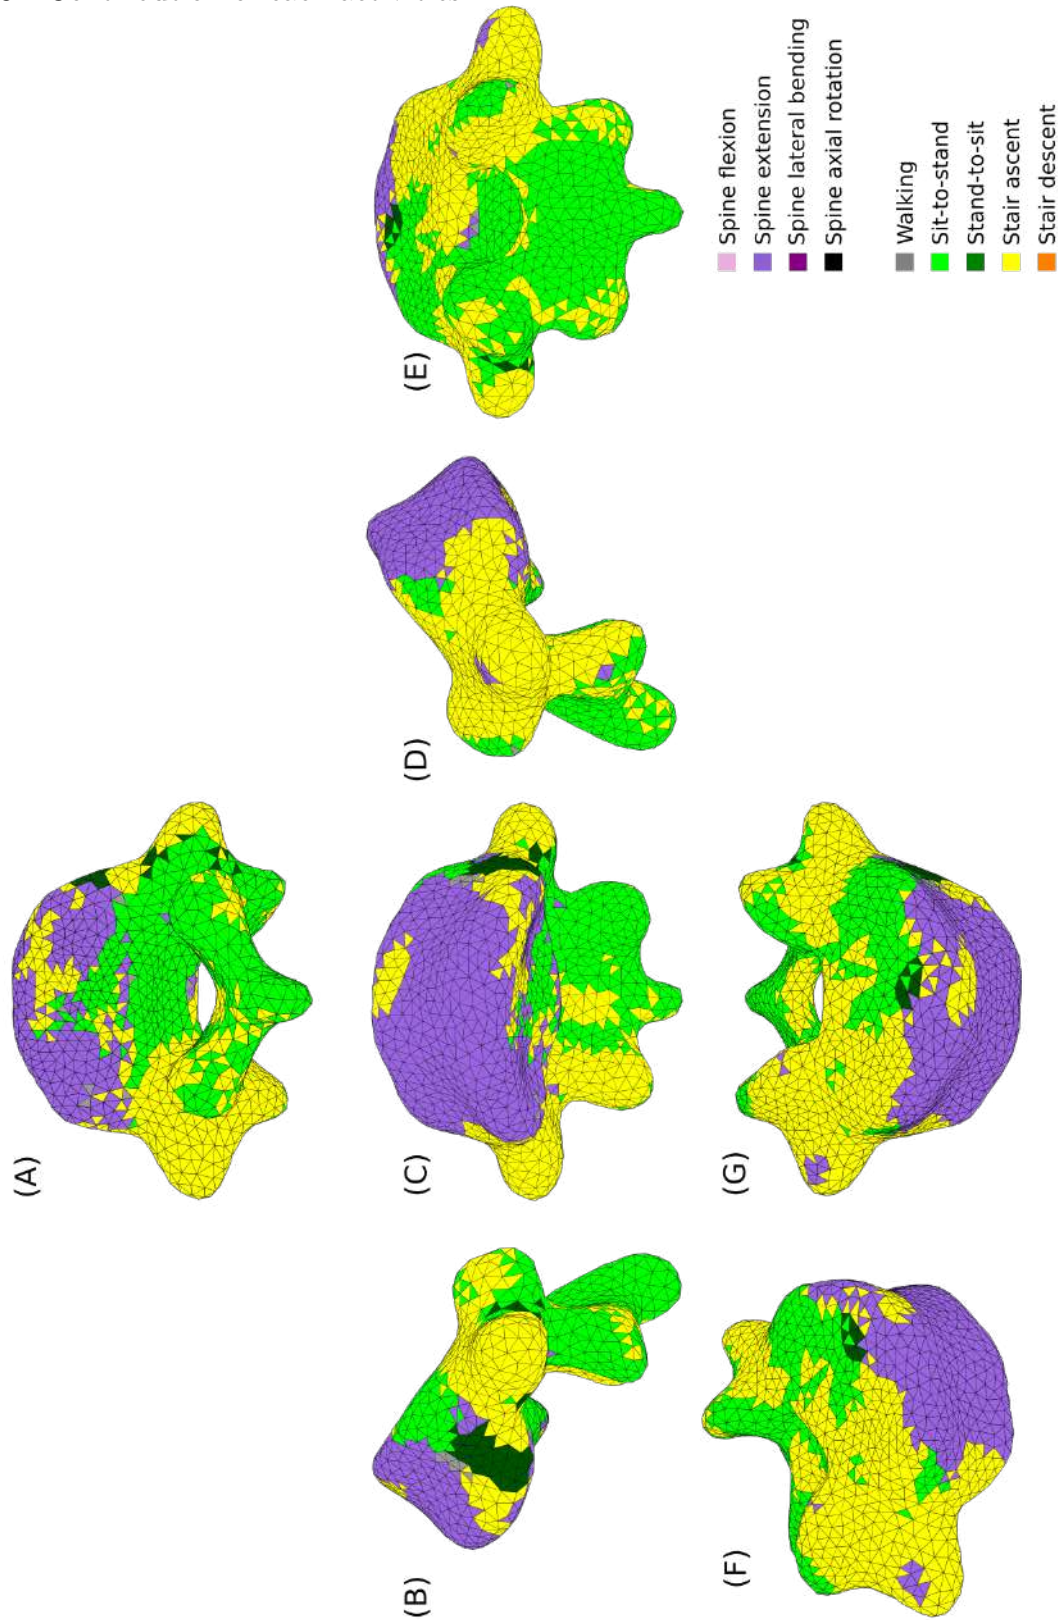 (A)
(B)
(C)
(D)
(E)
(F)
(G)
Spine flexion
Spine extension
Spine lateral bending
Spine axial rotation
Walking
Sit-to-stand
Stand-to-sit
Stair ascent
Stair descent